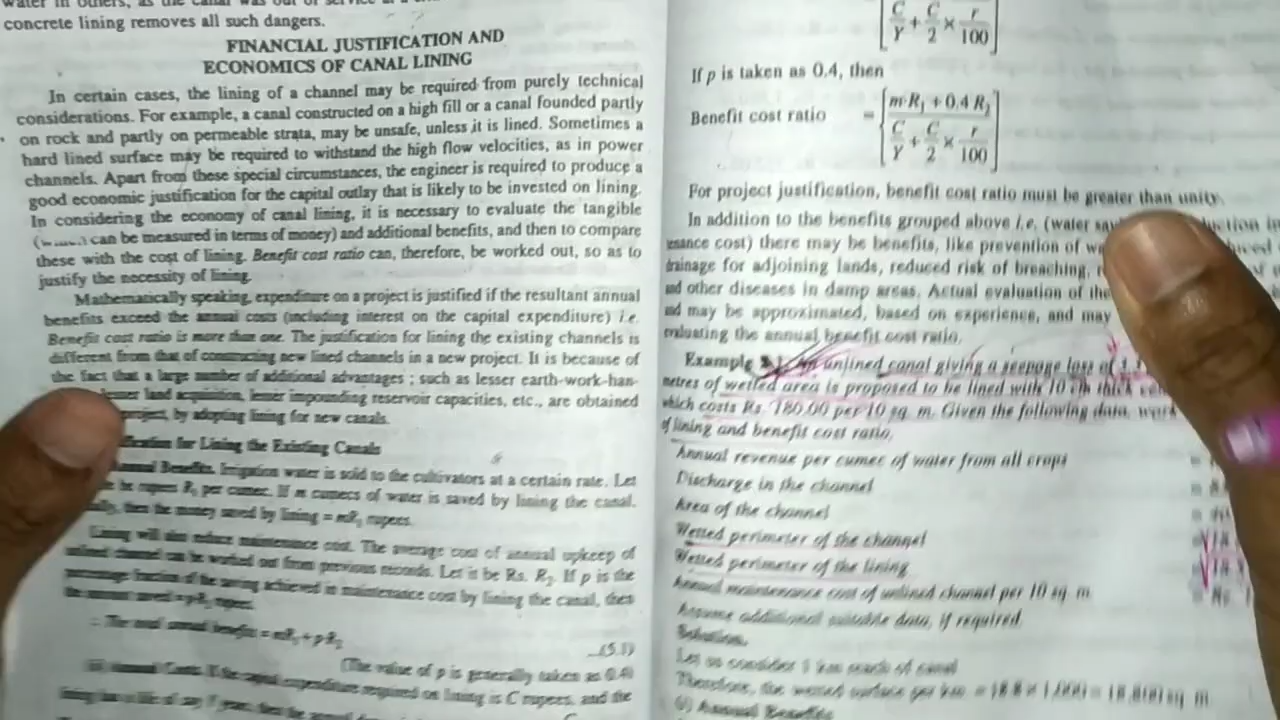 water in others, as the canal was out of service
concrete lining removes all such dangers.
FINANCIAL JUSTIFICATION AND
ECONOMICS OF CANAL LINING
In certain cases, the lining of a channel may be required from purely technical
considerations. For example, a canal constructed on a high fill or a canal founded partly
on rock and partly on permeable strata, may be unsafe, unless it is lined. Sometimes a
hard lined surface may be required to withstand the high flow velocities, as in power
channels. Apart from these special circumstances, the engineer is required to produce a
good economic justification for the capital outlay that is likely to be invested on lining.
In considering the economy of canal lining, it is necessary to evaluate the tangible
can be measured in terms of money) and additional benefits, and then to compare
these with the cost of lining. Benefit cost ratio can, therefore, be worked out, so as to
justify the necessity of lining.
Mathematically speaking, expenditure on a project is justified if the resultant annual
benefits exceed the annual costs (including interest on the capital expenditure) i.e.
Benefit cost ratio is more than one. The justification for lining the existing channels is
different from that of constructing new lined channels in a new project. It is because of
the fact that a large number of additional advantages ; such as lesser earth-work-han-
lesser land acquisition, lesser impounding reservoir capacities, etc., are obtained
project, by adopting lining for new canals.
for Lining the Existing Canals
Annual Benefits. Irrigation water is sold to the cultivators at a certain rate. Let
be rupees R₁ per cumec. If m cumecs of water is saved by lining the canal,
then the money saved by lining = mR₁ rupees.
Lining will also reduce maintenance cost. The average cost of annual upkeep of
unlined channel can be worked out from previous records. Let it be Rs. R₂. If p is the
percentage fraction of the saving achieved in maintenance cost by lining the canal, then
the amount saved = pR₂ rupees.
∴ The total annual benefits = mR₁ + pR₂ ...(5.1)
(The value of p is generally taken as 0.4)
Annual Costs. If the capital expenditure required on lining is C rupees, and the
lining has a life of say Y years, then the annual
[C/Y + C/2 × r/100]
If p is taken as 0.4, then
Benefit cost ratio = [m·R₁ + 0.4 R₂ / C/Y + C/2 × r/100]
For project justification, benefit cost ratio must be greater than unity.
In addition to the benefits grouped above i.e. (water
cost) there may be benefits, like prevention of
drainage for adjoining lands, reduced risk of breaching,
and other diseases in damp areas. Actual evaluation of
and may be approximated, based on experience, and may
evaluating the annual benefit cost ratio.
Example An unlined canal giving a seepage loss of
metres of wetted area is proposed to be lined with 10 cm thick
which costs Rs. 180.00 per 10 sq. m. Given the following data, work
of lining and benefit cost ratio.
Annual revenue per cumec of water from all crops =
Discharge in the channel =
Area of the channel =
Wetted perimeter of the channel =
Wetted perimeter of the lining =
Annual maintenance cost of unlined channel per 10 sq. m = Rs.
Assume additional suitable data, if required.
Solution.
Let us consider 1 km reach of canal
Therefore, the wetted surface per km = 18.8 × 1,000 = 18,800 sq. m
(i) Annual Benefits